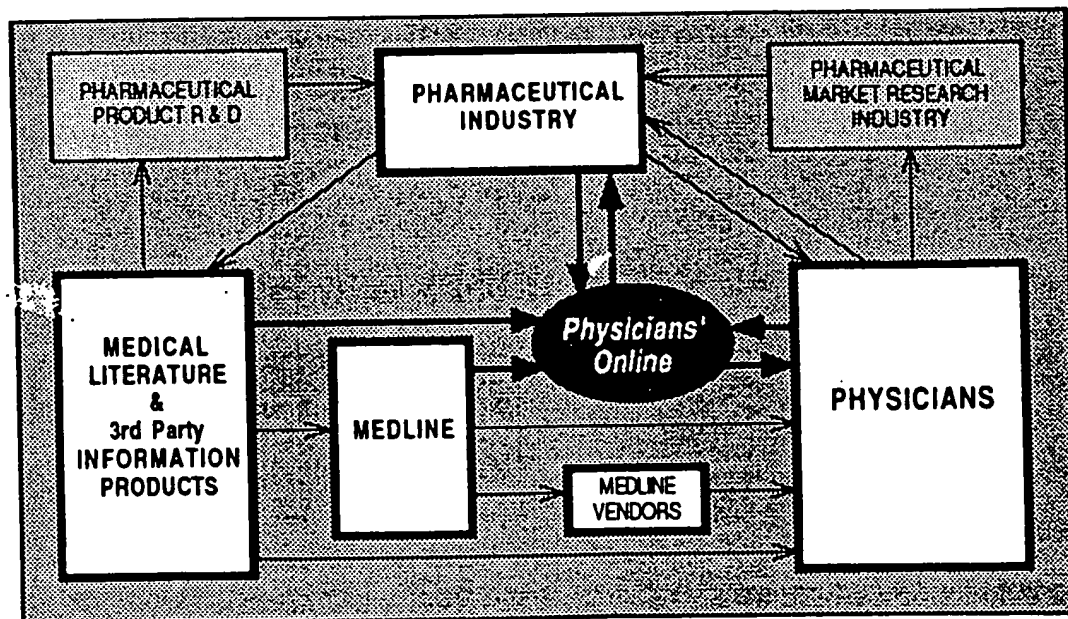 PHARMACEUTICAL
PRODUCT R & D
PHARMACEUTICAL
INDUSTRY
PHARMACEUTICAL
MARKET RESEARCH
INDUSTRY
MEDICAL
LITERATURE
&
3rd Party
INFORMATION
PRODUCTS
MEDLINE
Physicians'
Online
MEDLINE
VENDORS
PHYSICIANS